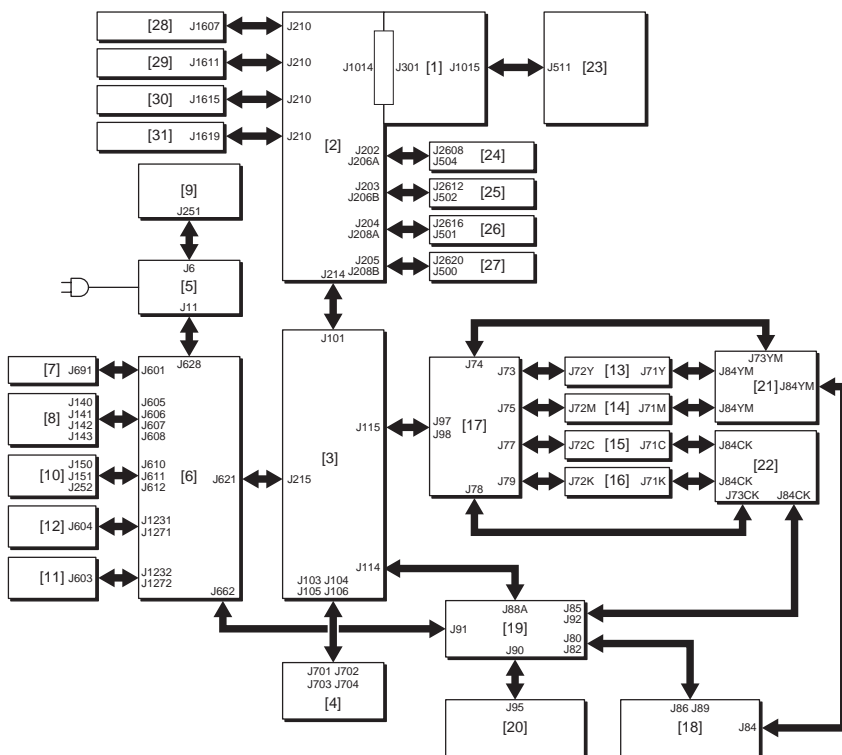 [28] J1607 J210
J1014 J301 [1] J1015 J511 [23]
[29] J1611 J210
[30] J1615 J210
[31] J1619 J210
[2]
J202 J2608 [24]
J206A J504
[9]
J203 J2612 [25]
J206B J502
J251
J204 J2616 [26]
J208A J501
J6
[5]
J205 J2620 [27]
J208B J500
J214
J11
J101
J628
J74
J73YM
[7] J691 J601
J73 J72Y [13] J71Y J84YM
[21] J84YM
[8]
J140 J605
J141 J606
J142 J607
J143 J608
J75 J72M [14] J71M J84YM
J115 J97
J98
[17]
J77 J72C [15] J71C J84CK
[3]
[10]
J150 J610
J151 J611
J252 J612
[6]
J621 J215
[22]
J79 J72K [16] J71K J84CK
J78
J73CK J84CK
[12] J604 J1231
J1271
J114
[11] J603 J1232
J1272
J103 J104
J105 J106
J662
J88A J85
J92
J91 [19]
J80
J82
J90
J701 J702
J703 J704
[4]
J95
[20]
J86 J89
[18] J84